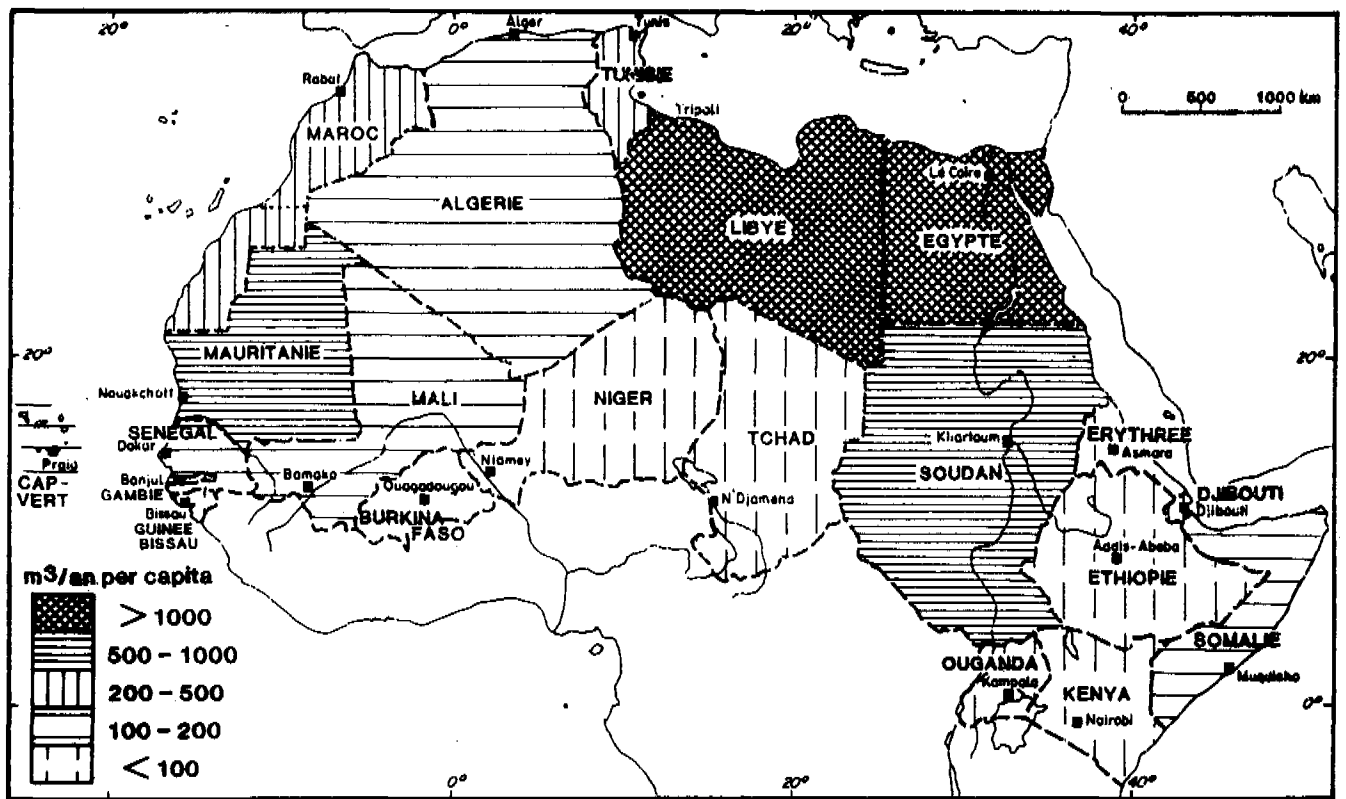 20°
0°
20°
40°
Alger
Tunis
TUNISIE
Rabat
Tripoli
0 500 1000 km
MAROC
Le Caire
ALGERIE
LIBYE
EGYPTE
20°
MAURITANIE
20°
Nouakchott
MALI
NIGER
TCHAD
SENEGAL
Dakar
Khartoum
ERYTHREE
Asmara
Praia
CAP-
VERT
Niamey
SOUDAN
Banjul
GAMBIE
Bamako
Ouagadougou
N'Djamena
DJIBOUTI
Djibouti
Bissau
GUINEE
BISSAU
BURKINA
FASO
Addis-Ababa
ETHIOPIE
m3/an per capita
> 1000
500 - 1000
200 - 500
100 - 200
< 100
SOMALIE
OUGANDA
Kampala
KENYA
Nairobi
0°
0°
20°
40°